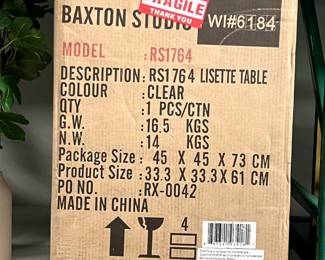 FRAGILE
THANK YOU
BAXTON STUDIO
WI#6184
MODEL : RS1764
DESCRIPTION : RS1764 LISETTE TABLE
COLOUR : CLEAR
QTY : 1 PCS/CTN
G.W. : 16.5 KGS
N.W. : 14 KGS
Package Size : 45 X 45 X 73 CM
Product Size : 33.3 X 33.3X 61 CM
PO NO. : RX-0042
MADE IN CHINA
4